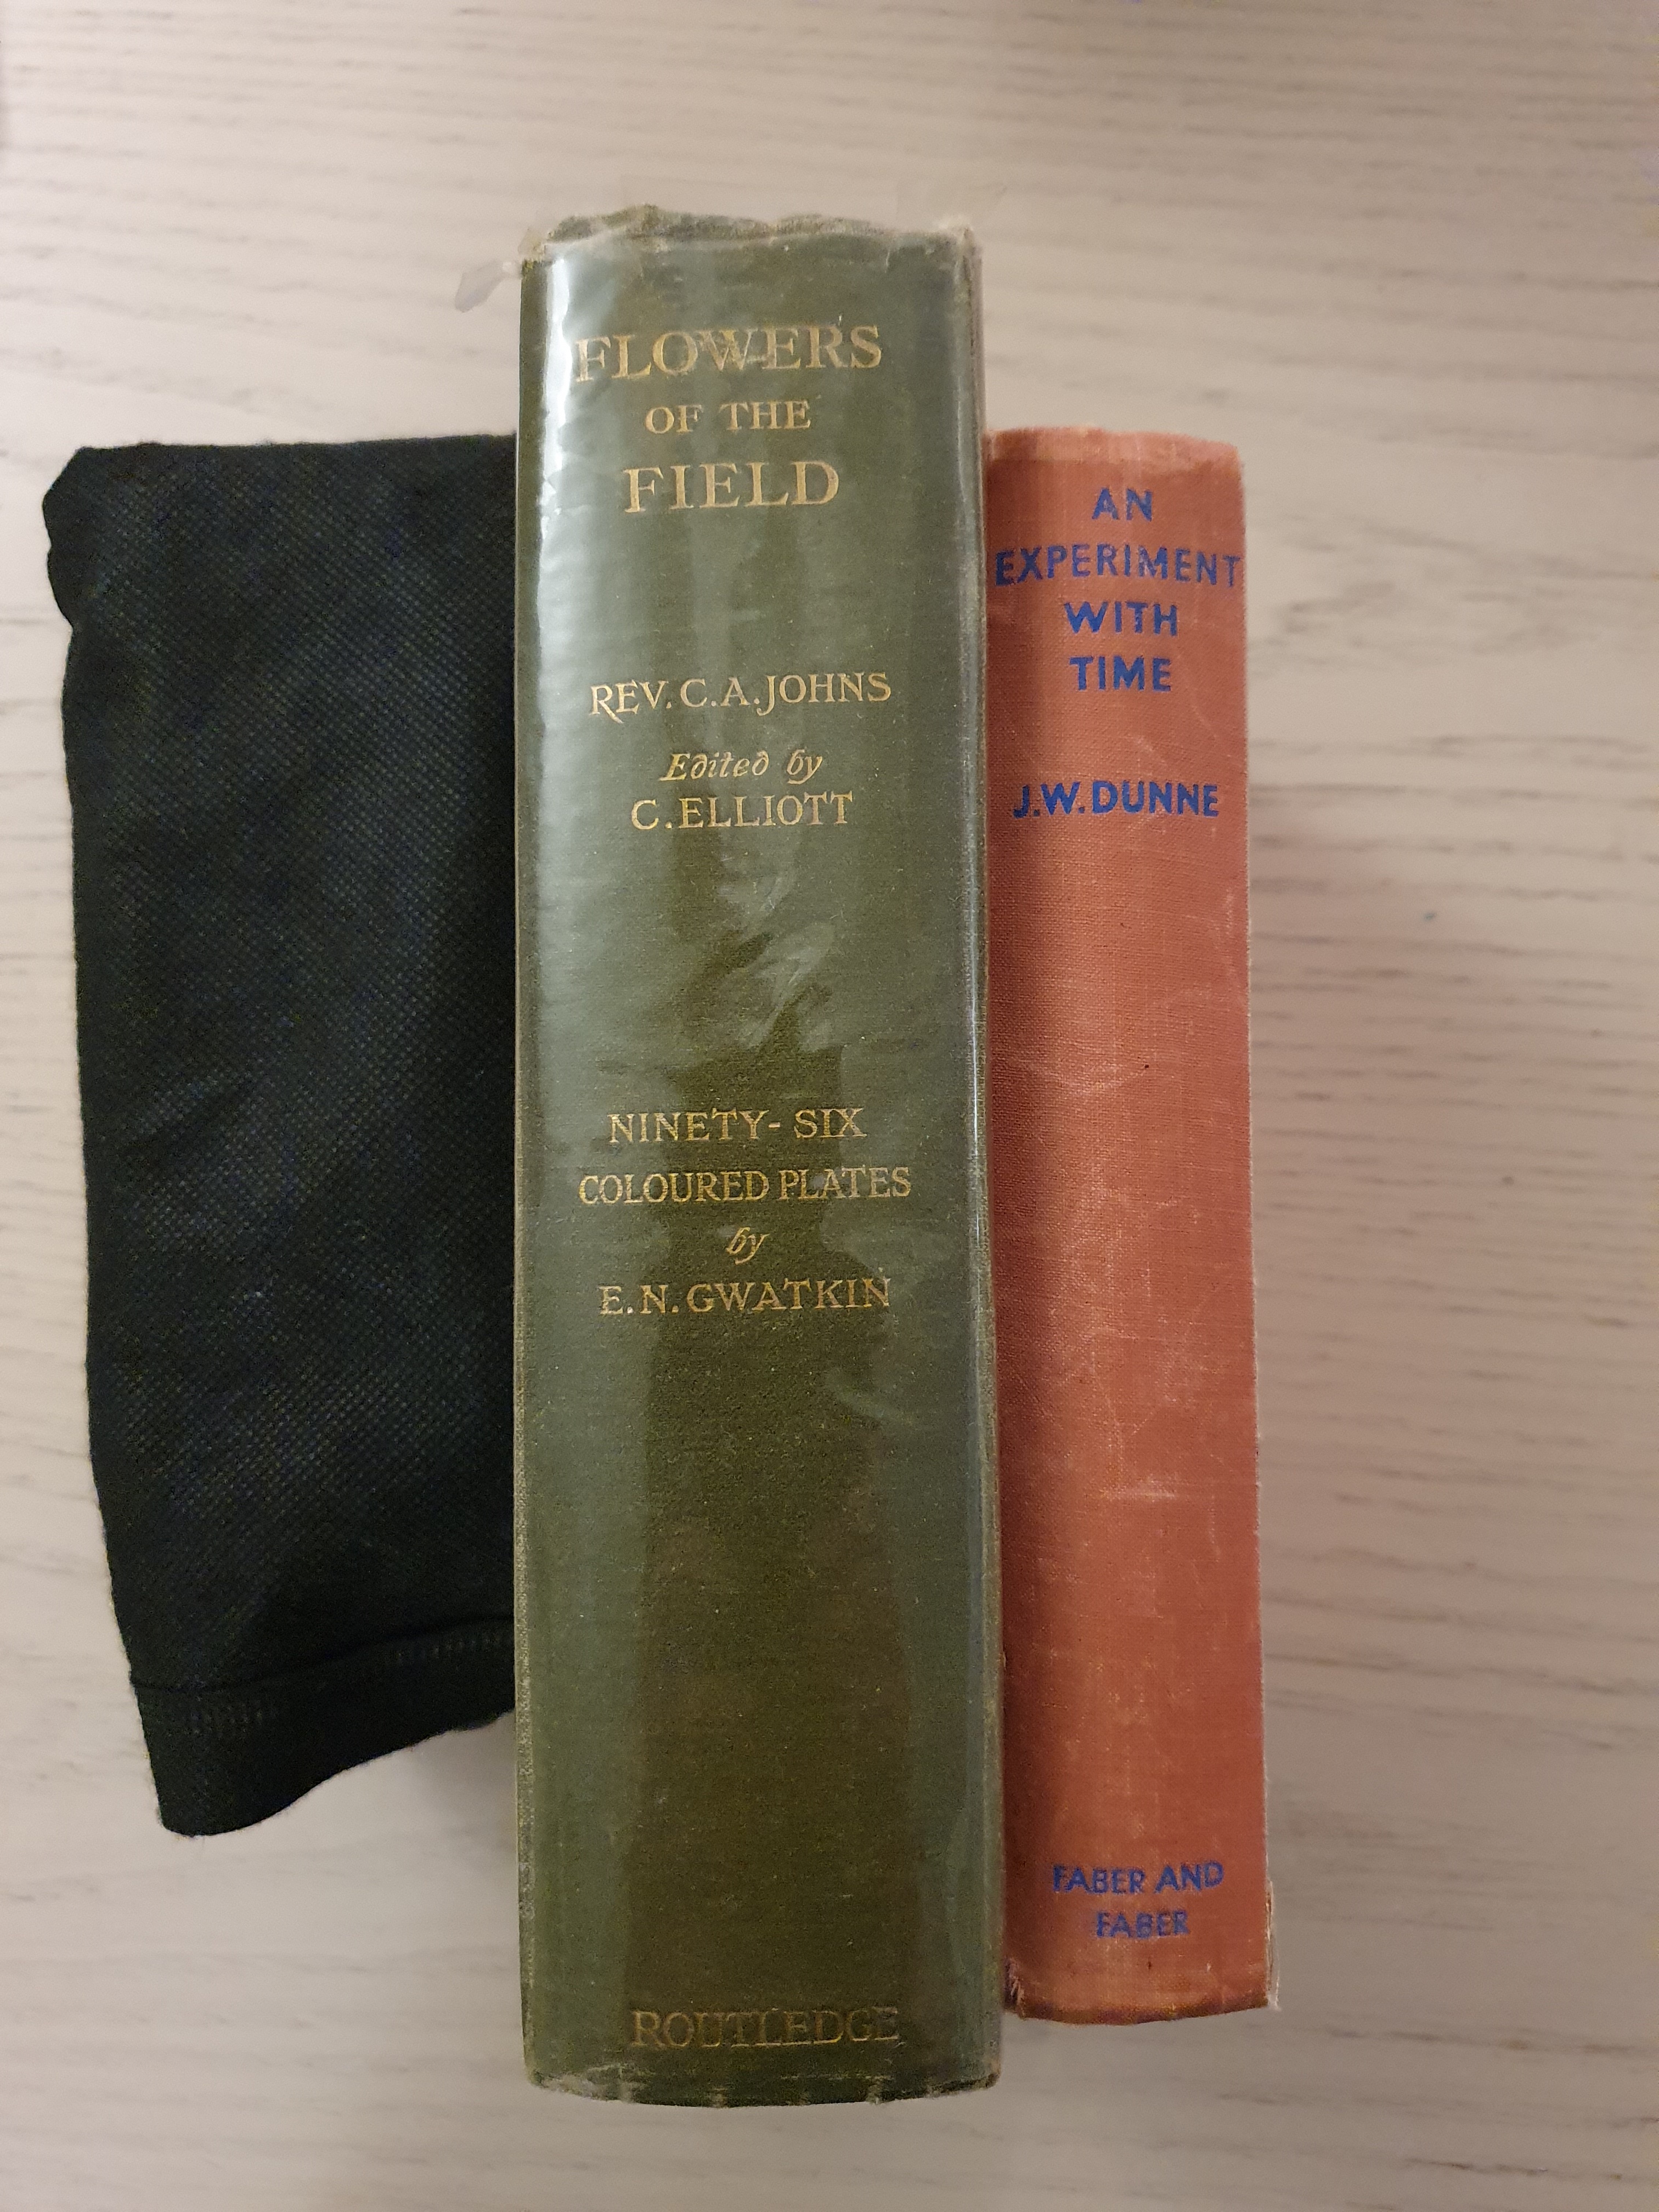 FLOWERS
OF THE
FIELD
REV. C. A. JOHNS
Edited by
C. ELLIOTT
NINETY-SIX
COLOURED PLATES
by
E. N. GWATKIN
ROUTLEDGE
AN
EXPERIMENT
WITH
TIME
J. W. DUNNE
FABER AND
FABER